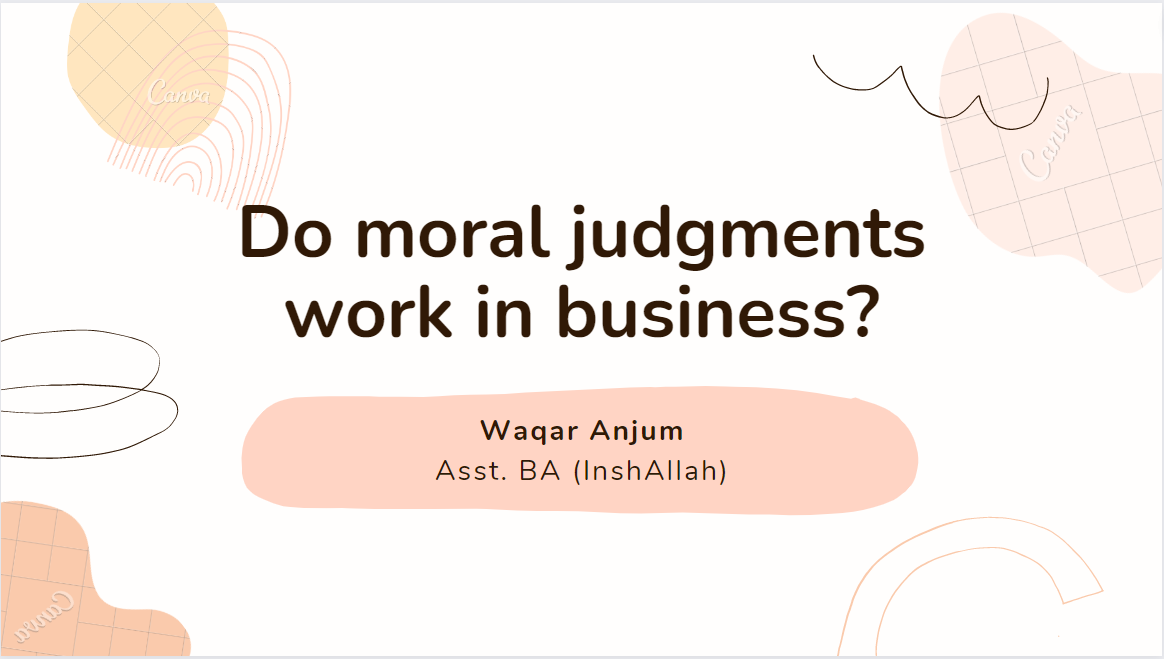 Canva
Canva
Do moral judgments
work in business?
Waqar Anjum
Asst. BA (InshAllah)
Canva